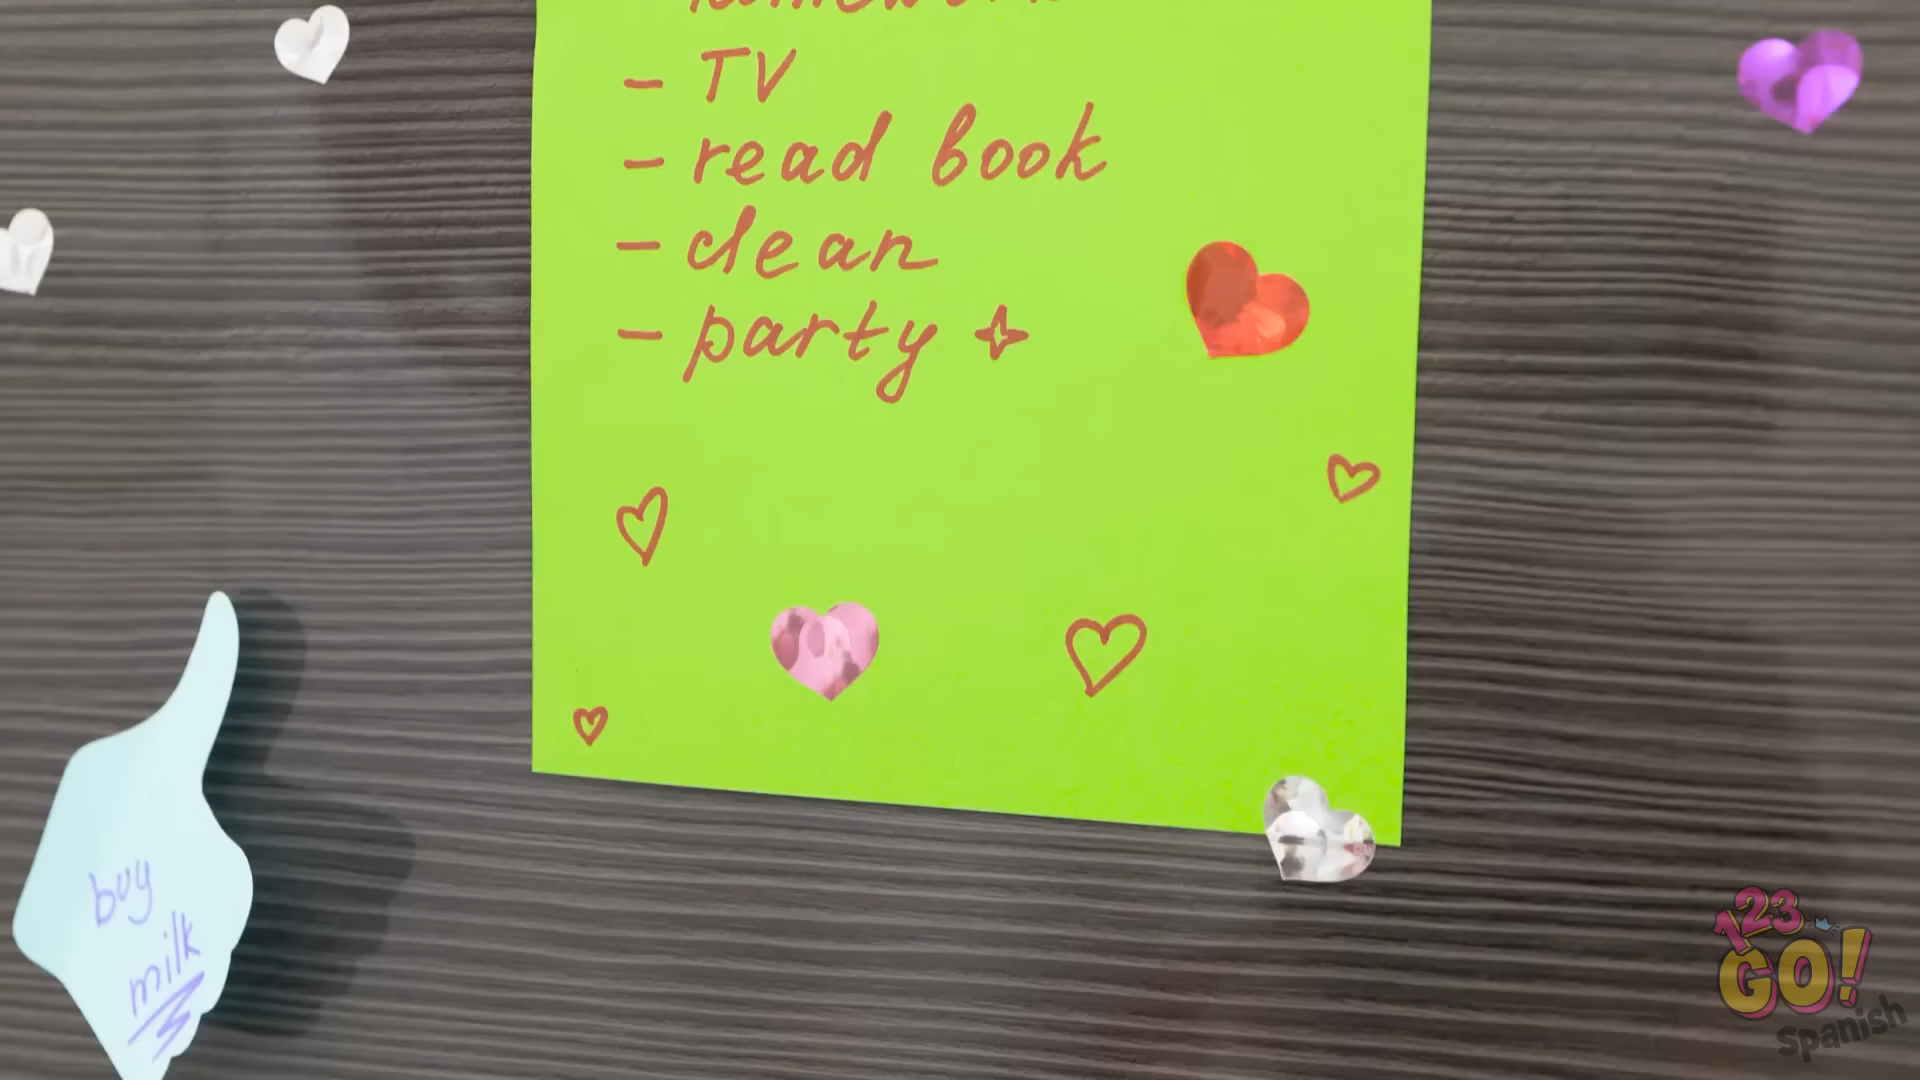 - TV
- read book
- clean
- party
buy
milk
123
GO!
Spanish